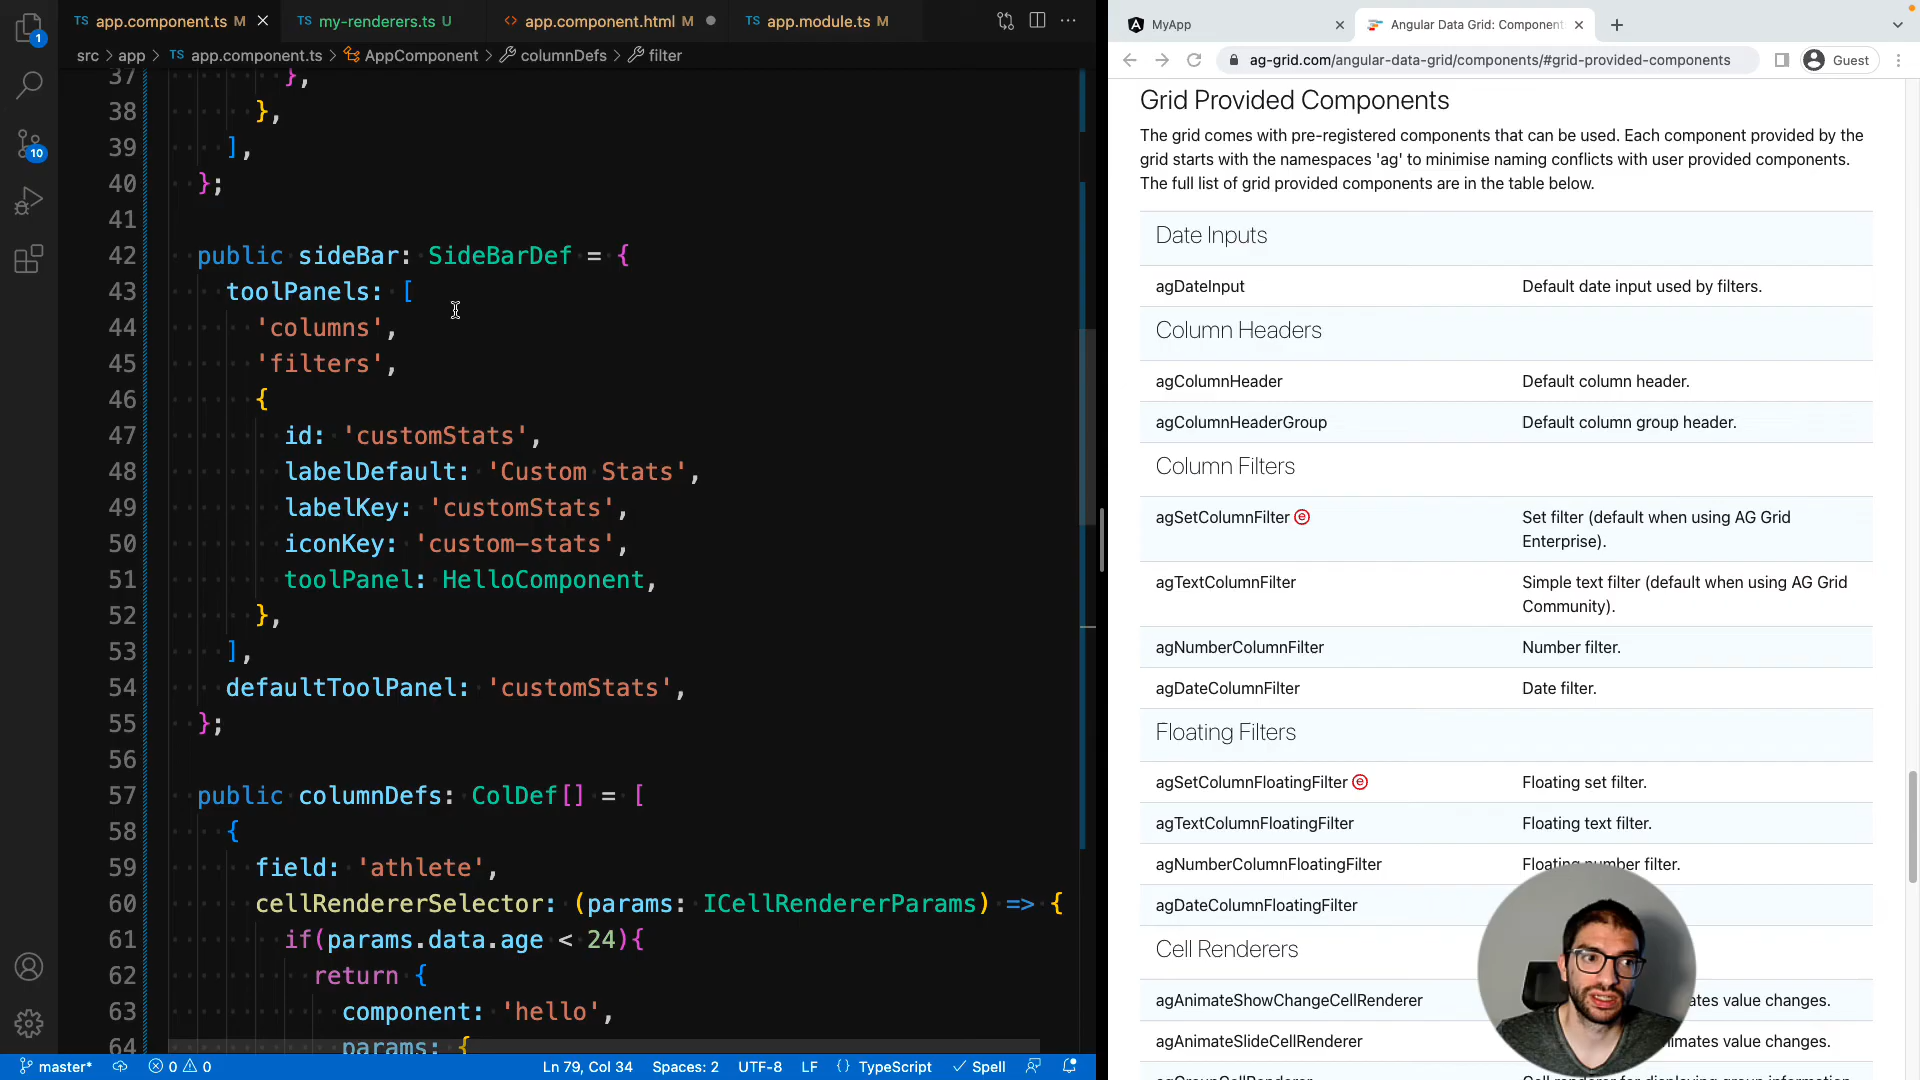 app.component.ts M
my-renderers.ts U
app.component.html M
app.module.ts M
src > app > TS app.component.ts > AppComponent > columnDefs > filter
37 },
38 },
39 ],
40 };
41
42 public sideBar: SideBarDef = {
43 toolPanels: [
44 'columns',
45 'filters',
46 {
47 id: 'customStats',
48 labelDefault: 'Custom Stats',
49 labelKey: 'customStats',
50 iconKey: 'custom-stats',
51 toolPanel: HelloComponent,
52 },
53 ],
54 defaultToolPanel: 'customStats',
55 };
56
57 public columnDefs: ColDef[] = [
58 {
59 field: 'athlete',
60 cellRendererSelector: (params: ICellRendererParams) => {
61 if(params.data.age < 24){
62 return {
63 component: 'hello',
64 params: {
1
10
master* 0 0 Ln 79, Col 34 Spaces: 2 UTF-8 LF {} TypeScript Spell
MyApp
Angular Data Grid: Component
ag-grid.com/angular-data-grid/components/#grid-provided-components
Guest
Grid Provided Components
The grid comes with pre-registered components that can be used. Each component provided by the
grid starts with the namespaces 'ag' to minimise naming conflicts with user provided components.
The full list of grid provided components are in the table below.
Date Inputs
agDateInput Default date input used by filters.
Column Headers
agColumnHeader Default column header.
agColumnHeaderGroup Default column group header.
Column Filters
agSetColumnFilter e Set filter (default when using AG Grid
Enterprise).
agTextColumnFilter Simple text filter (default when using AG Grid
Community).
agNumberColumnFilter Number filter.
agDateColumnFilter Date filter.
Floating Filters
agSetColumnFloatingFilter e Floating set filter.
agTextColumnFloatingFilter Floating text filter.
agNumberColumnFloatingFilter Floating number filter.
agDateColumnFloatingFilter
Cell Renderers
agAnimateShowChangeCellRenderer value changes.
agAnimateSlideCellRenderer value changes.